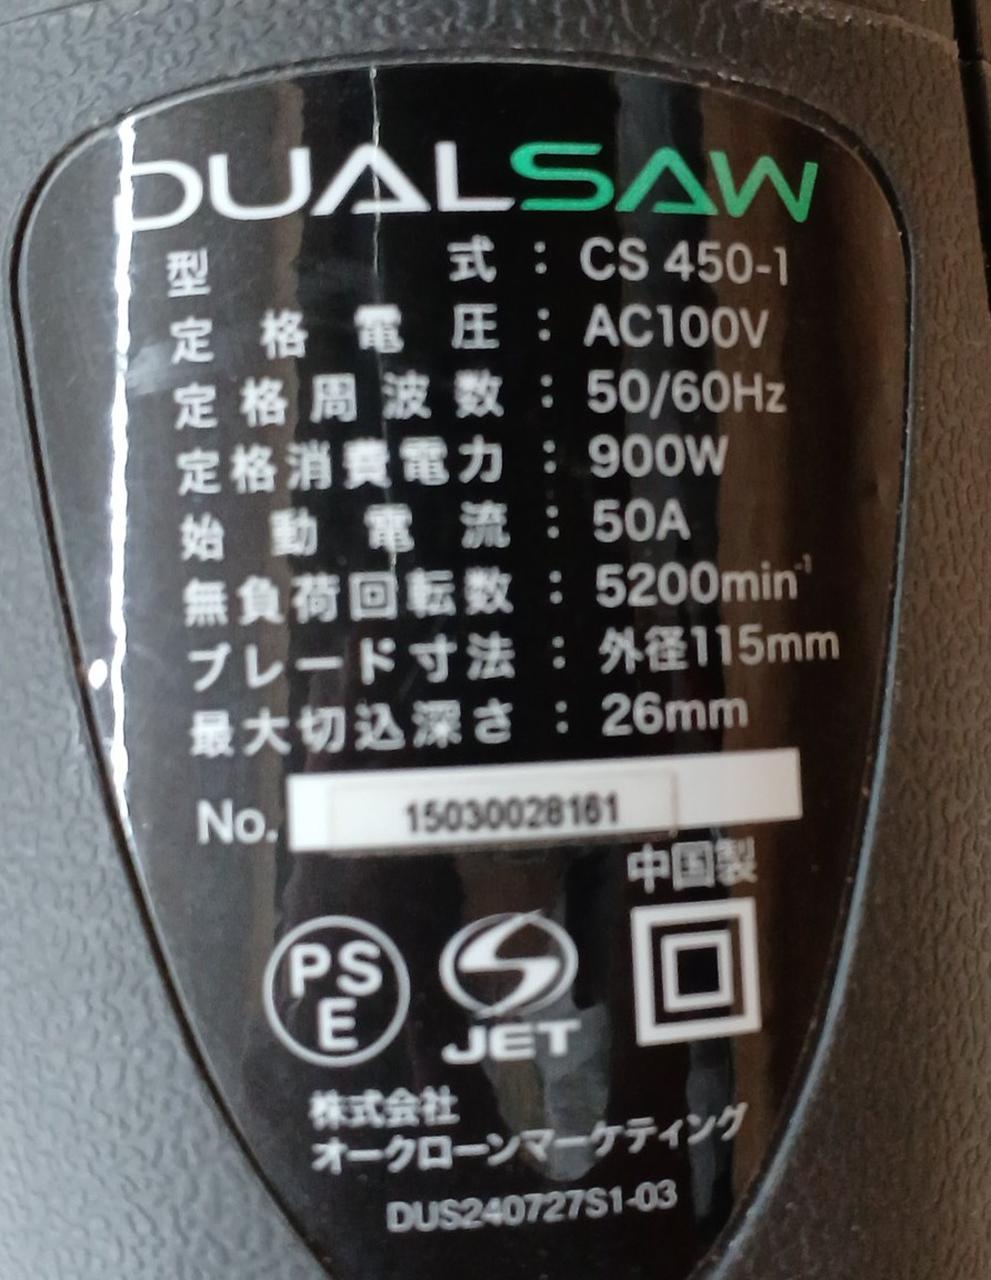 DUALSAW
型式：CS 450-1
定格電圧：AC100V
定格周波数：50/60Hz
定格消費電力：900W
始動電流：50A
無負荷回転数：5200min⁻¹
ブレード寸法：外径115mm
最大切込深さ：26mm
No. 15030028161
中国製
PS
E
JET
株式会社
オークローンマーケティング
DUS240727S1-03